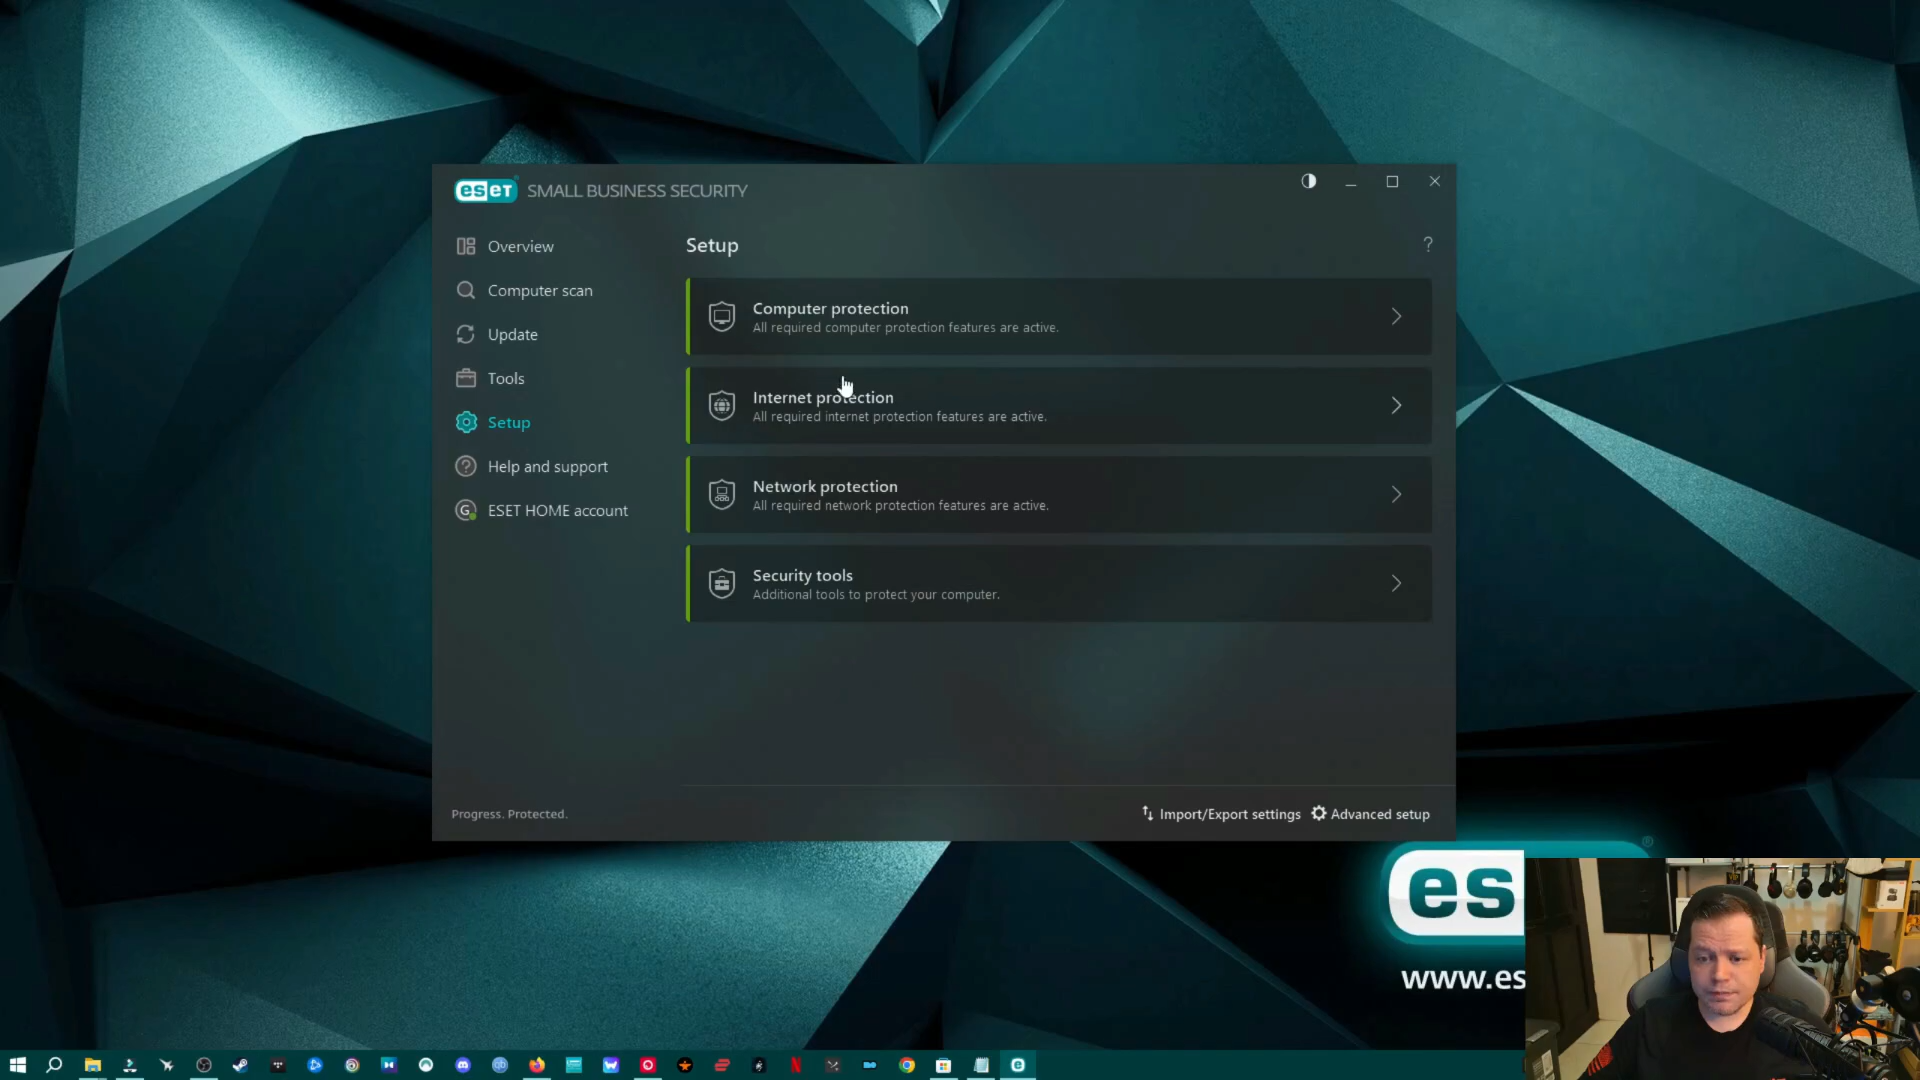 eset SMALL BUSINESS SECURITY
Overview
Computer scan
Update
Tools
Setup
Help and support
G
ESET HOME account
Setup
?
Computer protection
All required computer protection features are active.
Internet protection
All required internet protection features are active.
Network protection
All required network protection features are active.
Security tools
Additional tools to protect your computer.
Progress. Protected.
Import/Export settings
Advanced setup
es
®
www.es